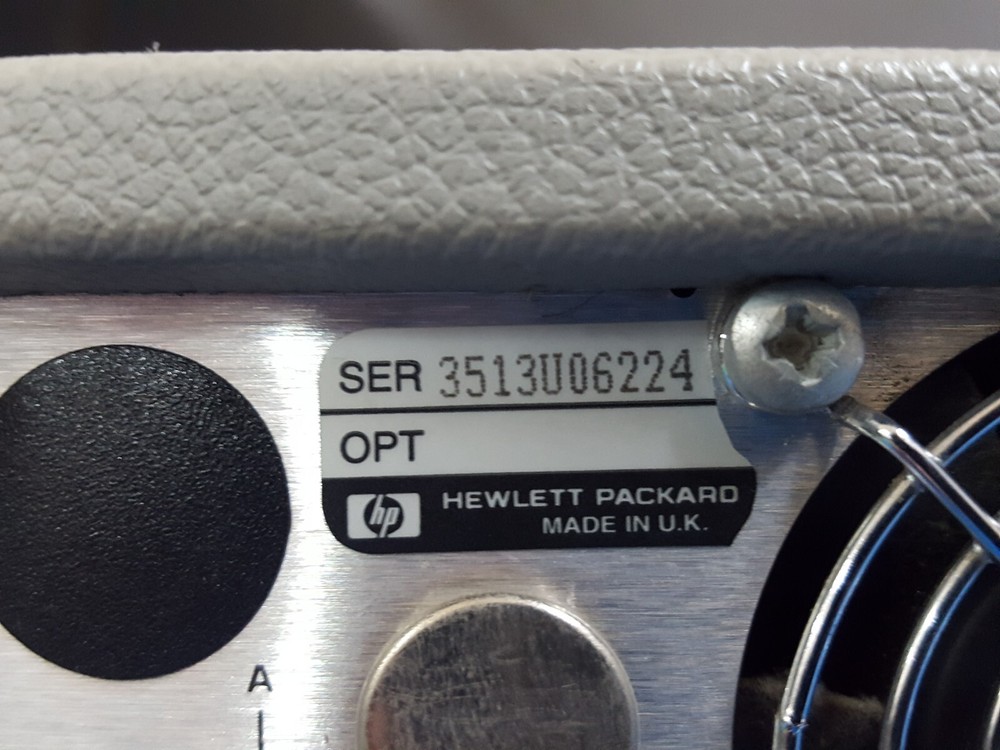 SER 3513U06224
OPT
hp HEWLETT PACKARD
MADE IN U.K.
A